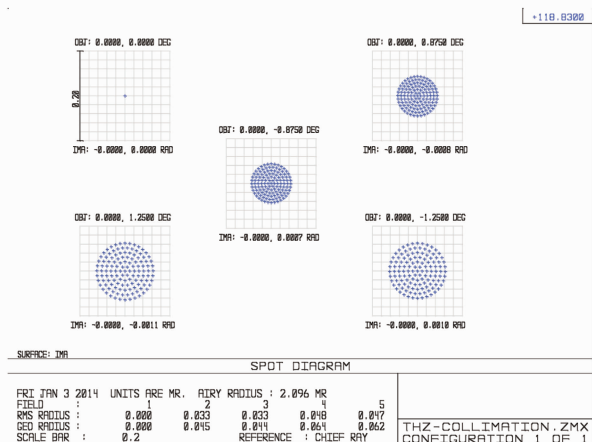 +118.8300
OBJ: 0.0000, 0.0000 DEG
OBJ: 0.0000, 0.8750 DEG
0.20
IMA: -0.0000, 0.0000 RAD
IMA: -0.0000, -0.0008 RAD
OBJ: 0.0000, -0.8750 DEG
IMA: -0.0000, 0.0007 RAD
OBJ: 0.0000, 1.2500 DEG
OBJ: 0.0000, -1.2500 DEG
IMA: -0.0000, -0.0011 RAD
IMA: -0.0000, 0.0010 RAD
SURFACE: IMA
SPOT DIAGRAM
FRI JAN 3 2014 UNITS ARE MR. AIRY RADIUS : 2.096 MR
FIELD : 1 2 3 4 5
RMS RADIUS : 0.000 0.033 0.033 0.048 0.047
GEO RADIUS : 0.000 0.045 0.044 0.064 0.062
SCALE BAR : 0.2 REFERENCE : CHIEF RAY
THZ-COLLIMATION.ZMX
CONFIGURATION 1 OF 1